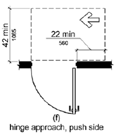 42 min
1065
22 min
560
(f)
hinge approach, push side